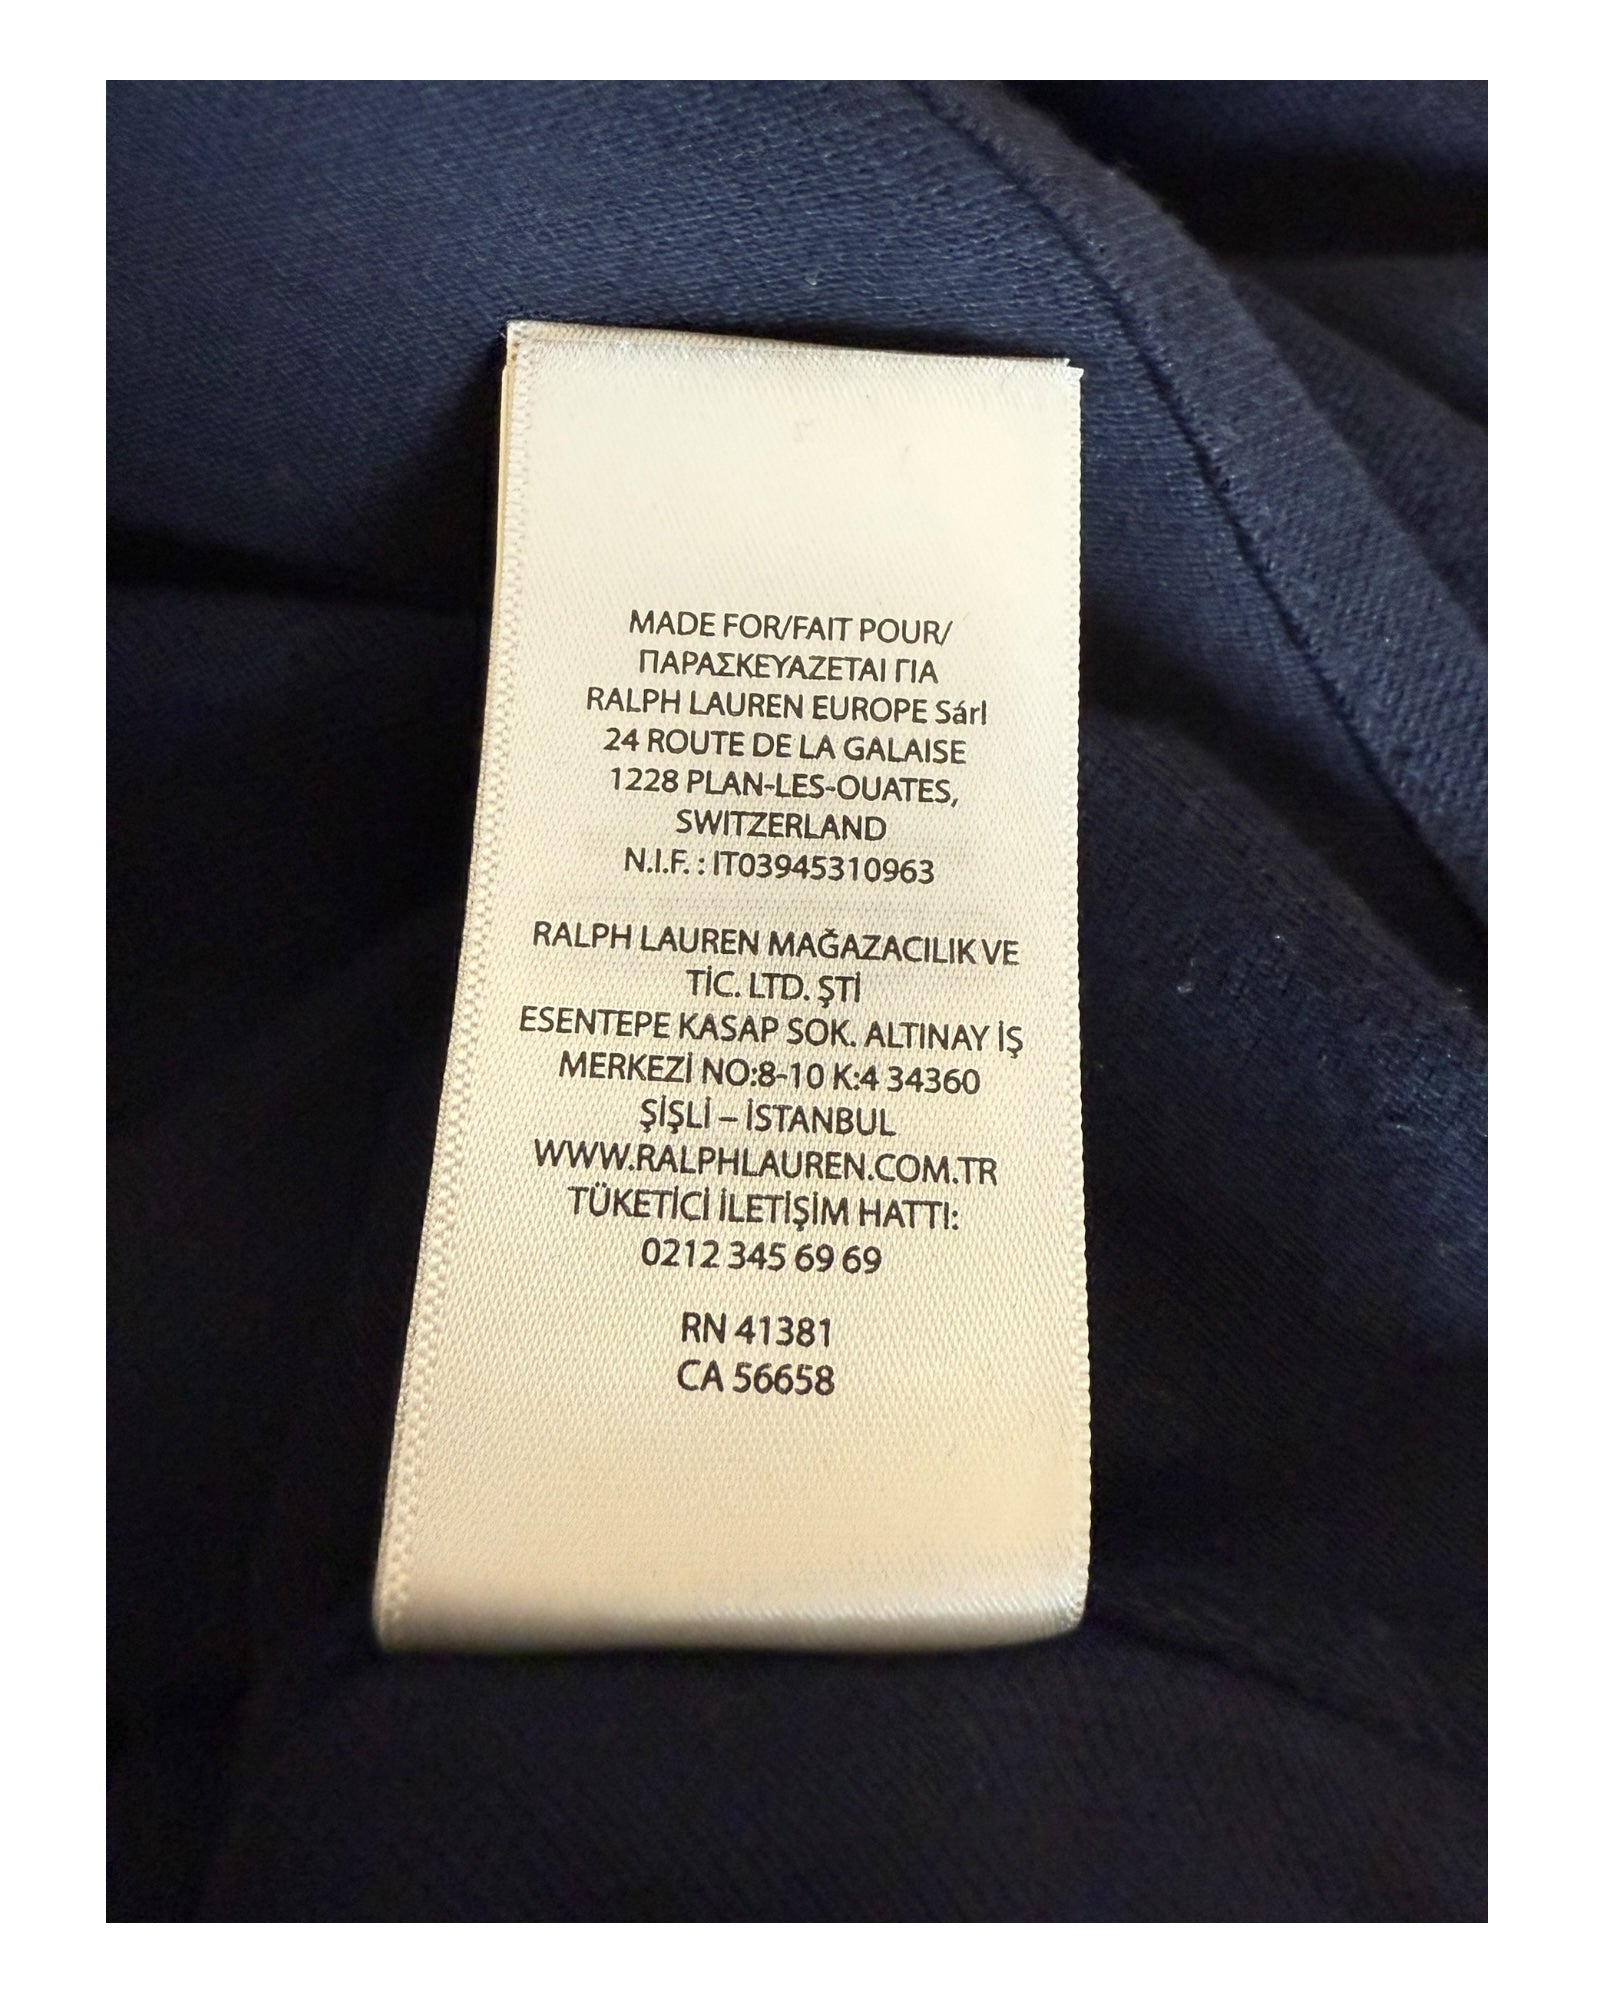 MADE FOR/FAIT POUR/
ΠΑΡΑΣΚΕΥΑΖΕΤΑΙ ΓΙΑ
RALPH LAUREN EUROPE Sárl
24 ROUTE DE LA GALAISE
1228 PLAN-LES-OUATES,
SWITZERLAND
N.I.F. : IT03945310963
RALPH LAUREN MAĞAZACILIK VE
TİC. LTD. ŞTİ
ESENTEPE KASAP SOK. ALTINAY İŞ
MERKEZİ NO:8-10 K:4 34360
ŞİŞLİ – İSTANBUL
WWW.RALPHLAUREN.COM.TR
TÜKETİCİ İLETİŞİM HATTI:
0212 345 69 69
RN 41381
CA 56658